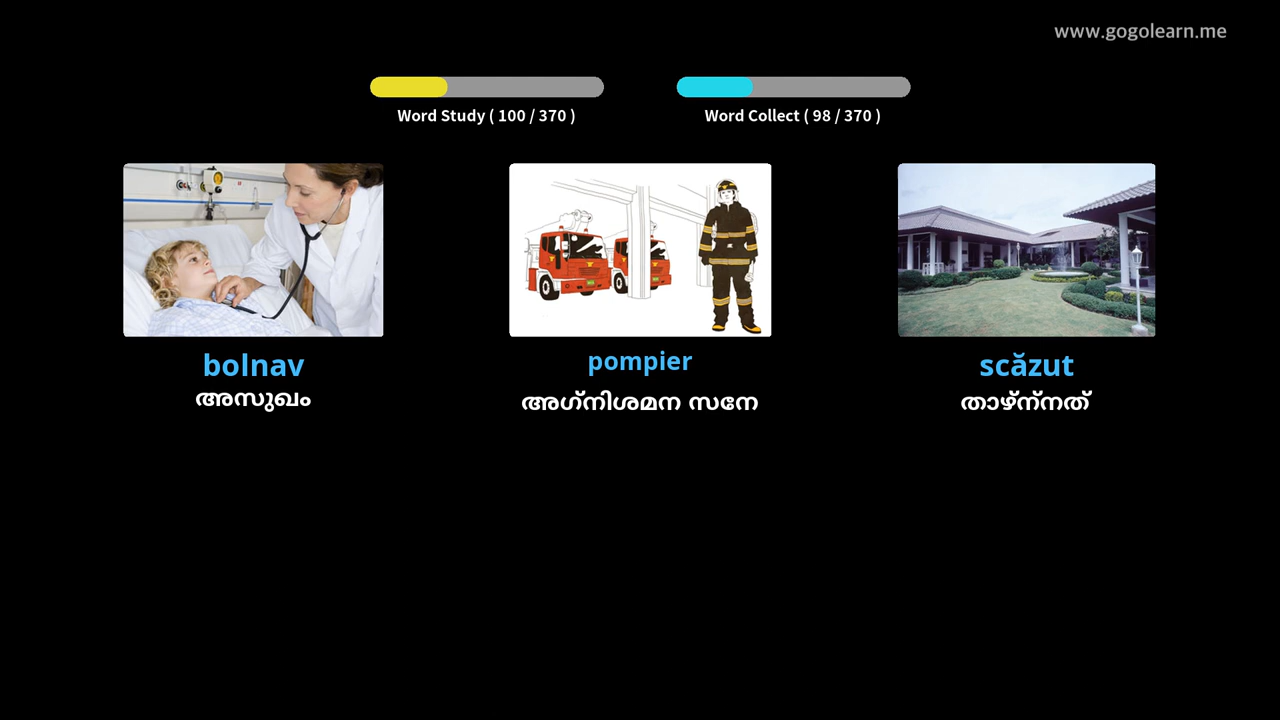 www.gogolearn.me
Word Study ( 100 / 370 )
Word Collect ( 98 / 370 )
bolnav
അസുഖം
pompier
അഗ്നിശമന സനേ
scăzut
താഴ്ന്നത്